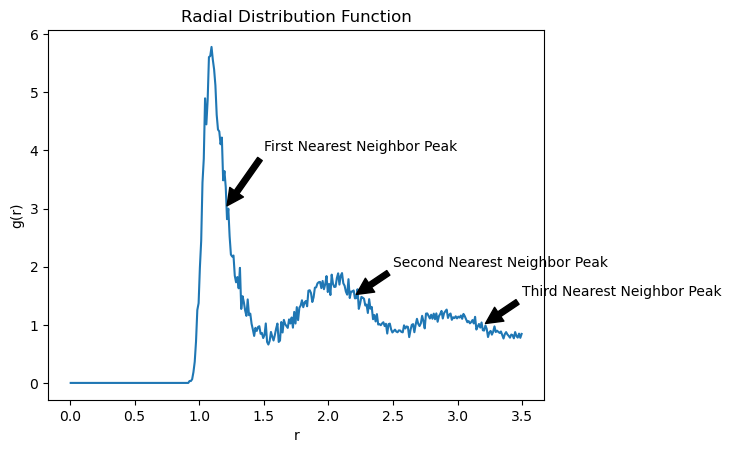 Radial Distribution Function
6
5
4
3
2
1
0
g(r)
First Nearest Neighbor Peak
Second Nearest Neighbor Peak
Third Nearest Neighbor Peak
0.0 0.5 1.0 1.5 2.0 2.5 3.0 3.5
r